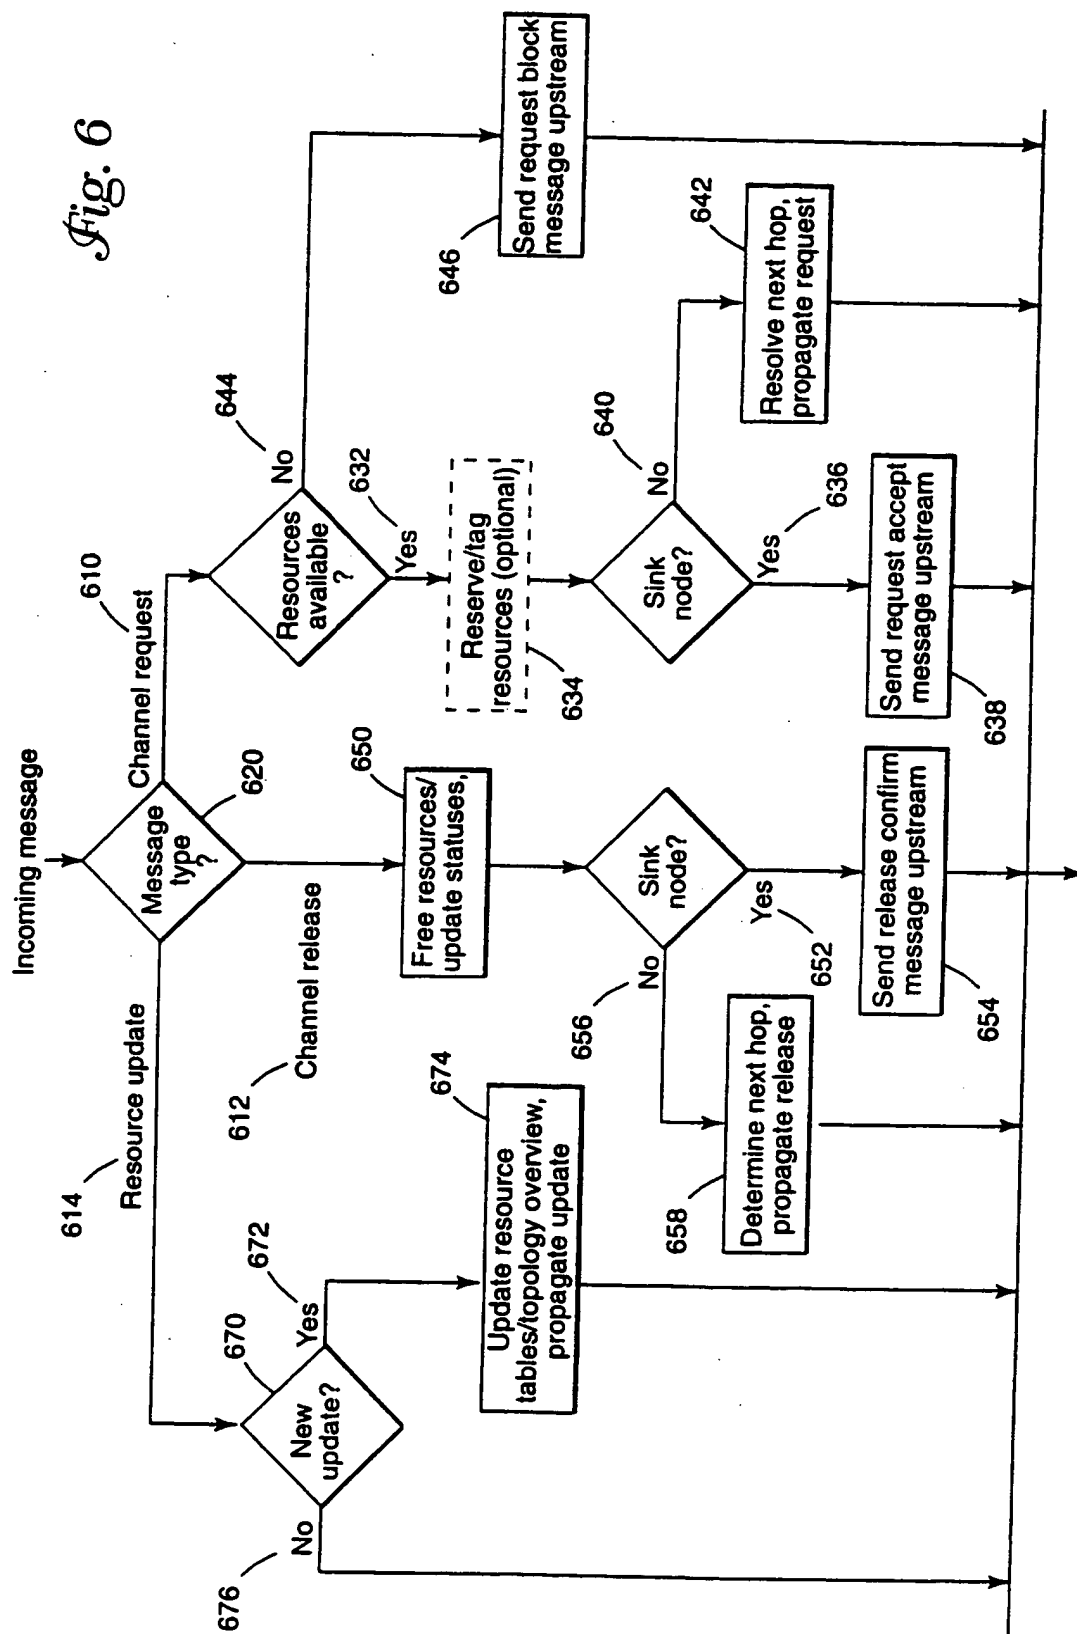 Fig. 6
Incoming message
Message
type
?
620
Resource update
614
Channel release
612
Channel request
610
New
update?
670
Yes
672
No
676
Update resource
tables/topology overview,
propagate update
674
Free resources/
update statuses,
650
Sink
node?
No
656
Yes
652
Determine next hop,
propagate release
658
Send release confirm
message upstream
654
Resources
available
?
No
644
Yes
632
Reserve/tag
resources (optional)
634
Sink
node?
No
640
Yes
636
Send request accept
message upstream
638
Resolve next hop,
propagate request
642
Send request block
message upstream
646